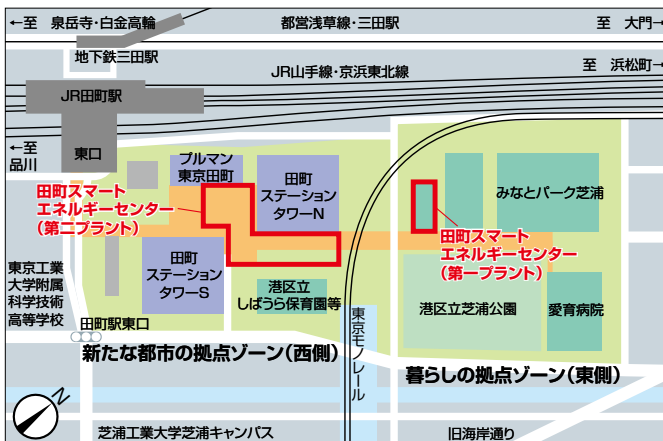 ←至 泉岳寺・白金高輪
都営浅草線・三田駅
至 大門→
地下鉄三田駅
至 浜松町→
JR山手線・京浜東北線
JR田町駅
←至
品川
東口
プルマン
東京田町
田町
ステーション
タワーN
みなとパーク芝浦
田町スマート
エネルギーセンター
(第二プラント)
田町スマート
エネルギーセンター
(第一プラント)
田町
ステーション
タワーS
東京工業
大学附属
科学技術
高等学校
港区立
しばうら保育園等
港区立芝浦公園
愛育病院
田町駅東口
東京モノレール
新たな都市の拠点ゾーン(西側)
暮らしの拠点ゾーン(東側)
N
芝浦工業大学芝浦キャンパス
旧海岸通り